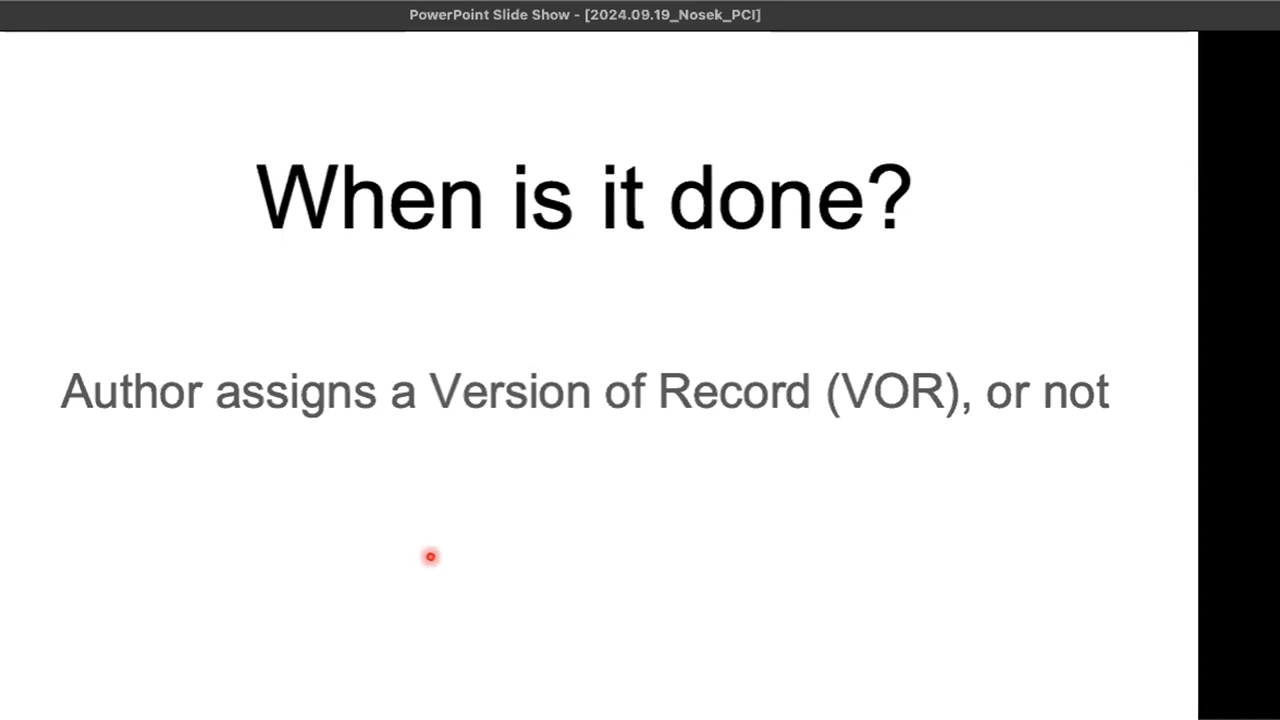 PowerPoint Slide Show - [2024.09.19_Nosek_PCI]
When is it done?
Author assigns a Version of Record (VOR), or not